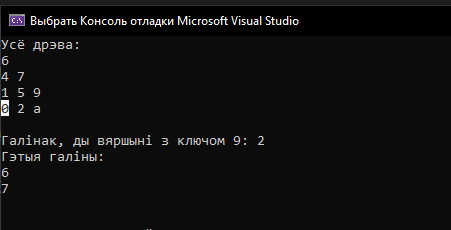 Выбрать Консоль отладки Microsoft Visual Studio
Усё дрэва:
6
4 7
1 5 9
0 2 a
Галінак, ды вяршыні з ключом 9: 2
Гэтыя галіны:
6
7